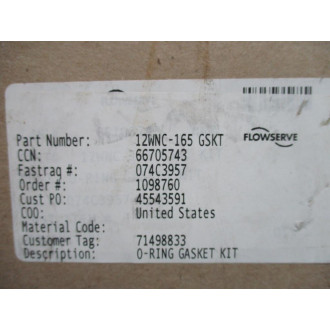 Part Number: 12WNC-165 GSKT
FLOWSERVE
CCN: 66705743
Fastraq #: 074C3957
Order #: 1098760
Cust PO: 45543591
COO: United States
Material Code:
Customer Tag: 71498833
Description: O-RING GASKET KIT